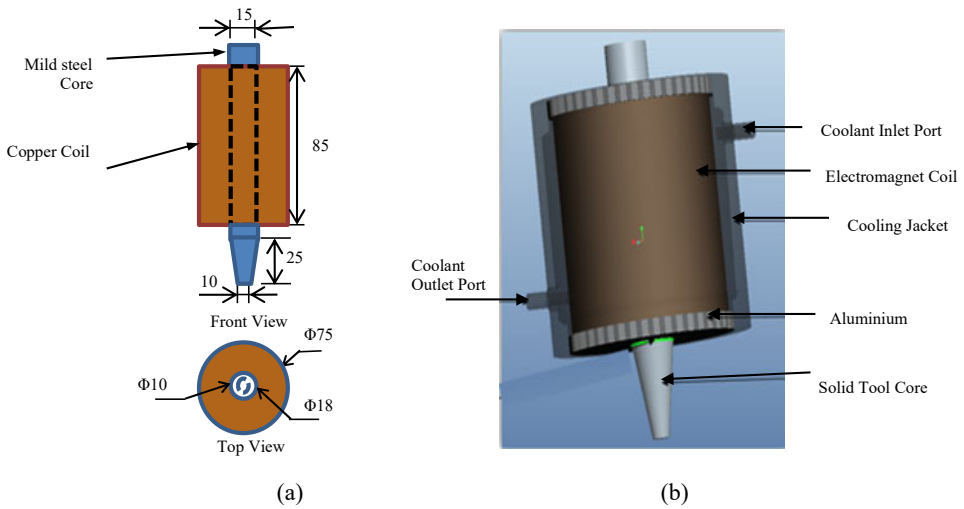 15
Mild steel
Core
Copper Coil
85
25
10
Front View
Φ75
Φ10
Φ18
Top View
(a)
Coolant Inlet Port
Electromagnet Coil
Cooling Jacket
Coolant
Outlet Port
Aluminium
Solid Tool Core
(b)